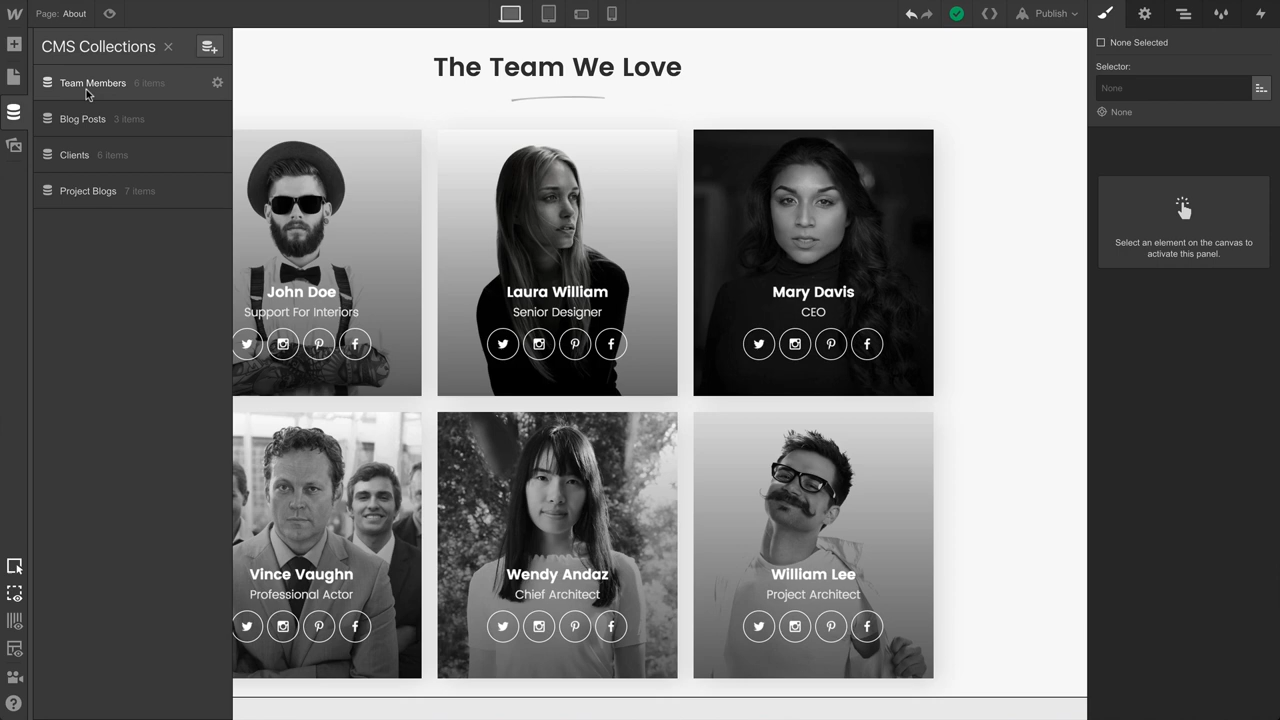 Page: About
Publish
CMS Collections
Team Members 6 items
Blog Posts 3 items
Clients 6 items
Project Blogs 7 items
The Team We Love
John Doe
Support For Interiors
Laura William
Senior Designer
Mary Davis
CEO
Vince Vaughn
Professional Actor
Wendy Andaz
Chief Architect
William Lee
Project Architect
None Selected
Selector:
None
None
Select an element on the canvas to
activate this panel.